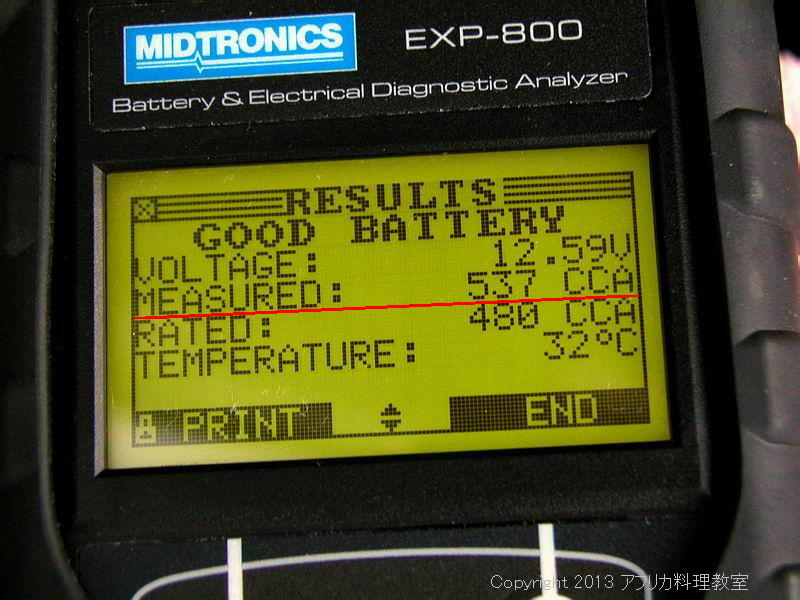 MIDTRONICS EXP-800
Battery & Electrical Diagnostic Analyzer
RESULTS
GOOD BATTERY
VOLTAGE: 12.59V
MEASURED: 537 CCA
RATED: 480 CCA
TEMPERATURE: 32°C
PRINT END
Copyright 2013 アフリカ料理教室